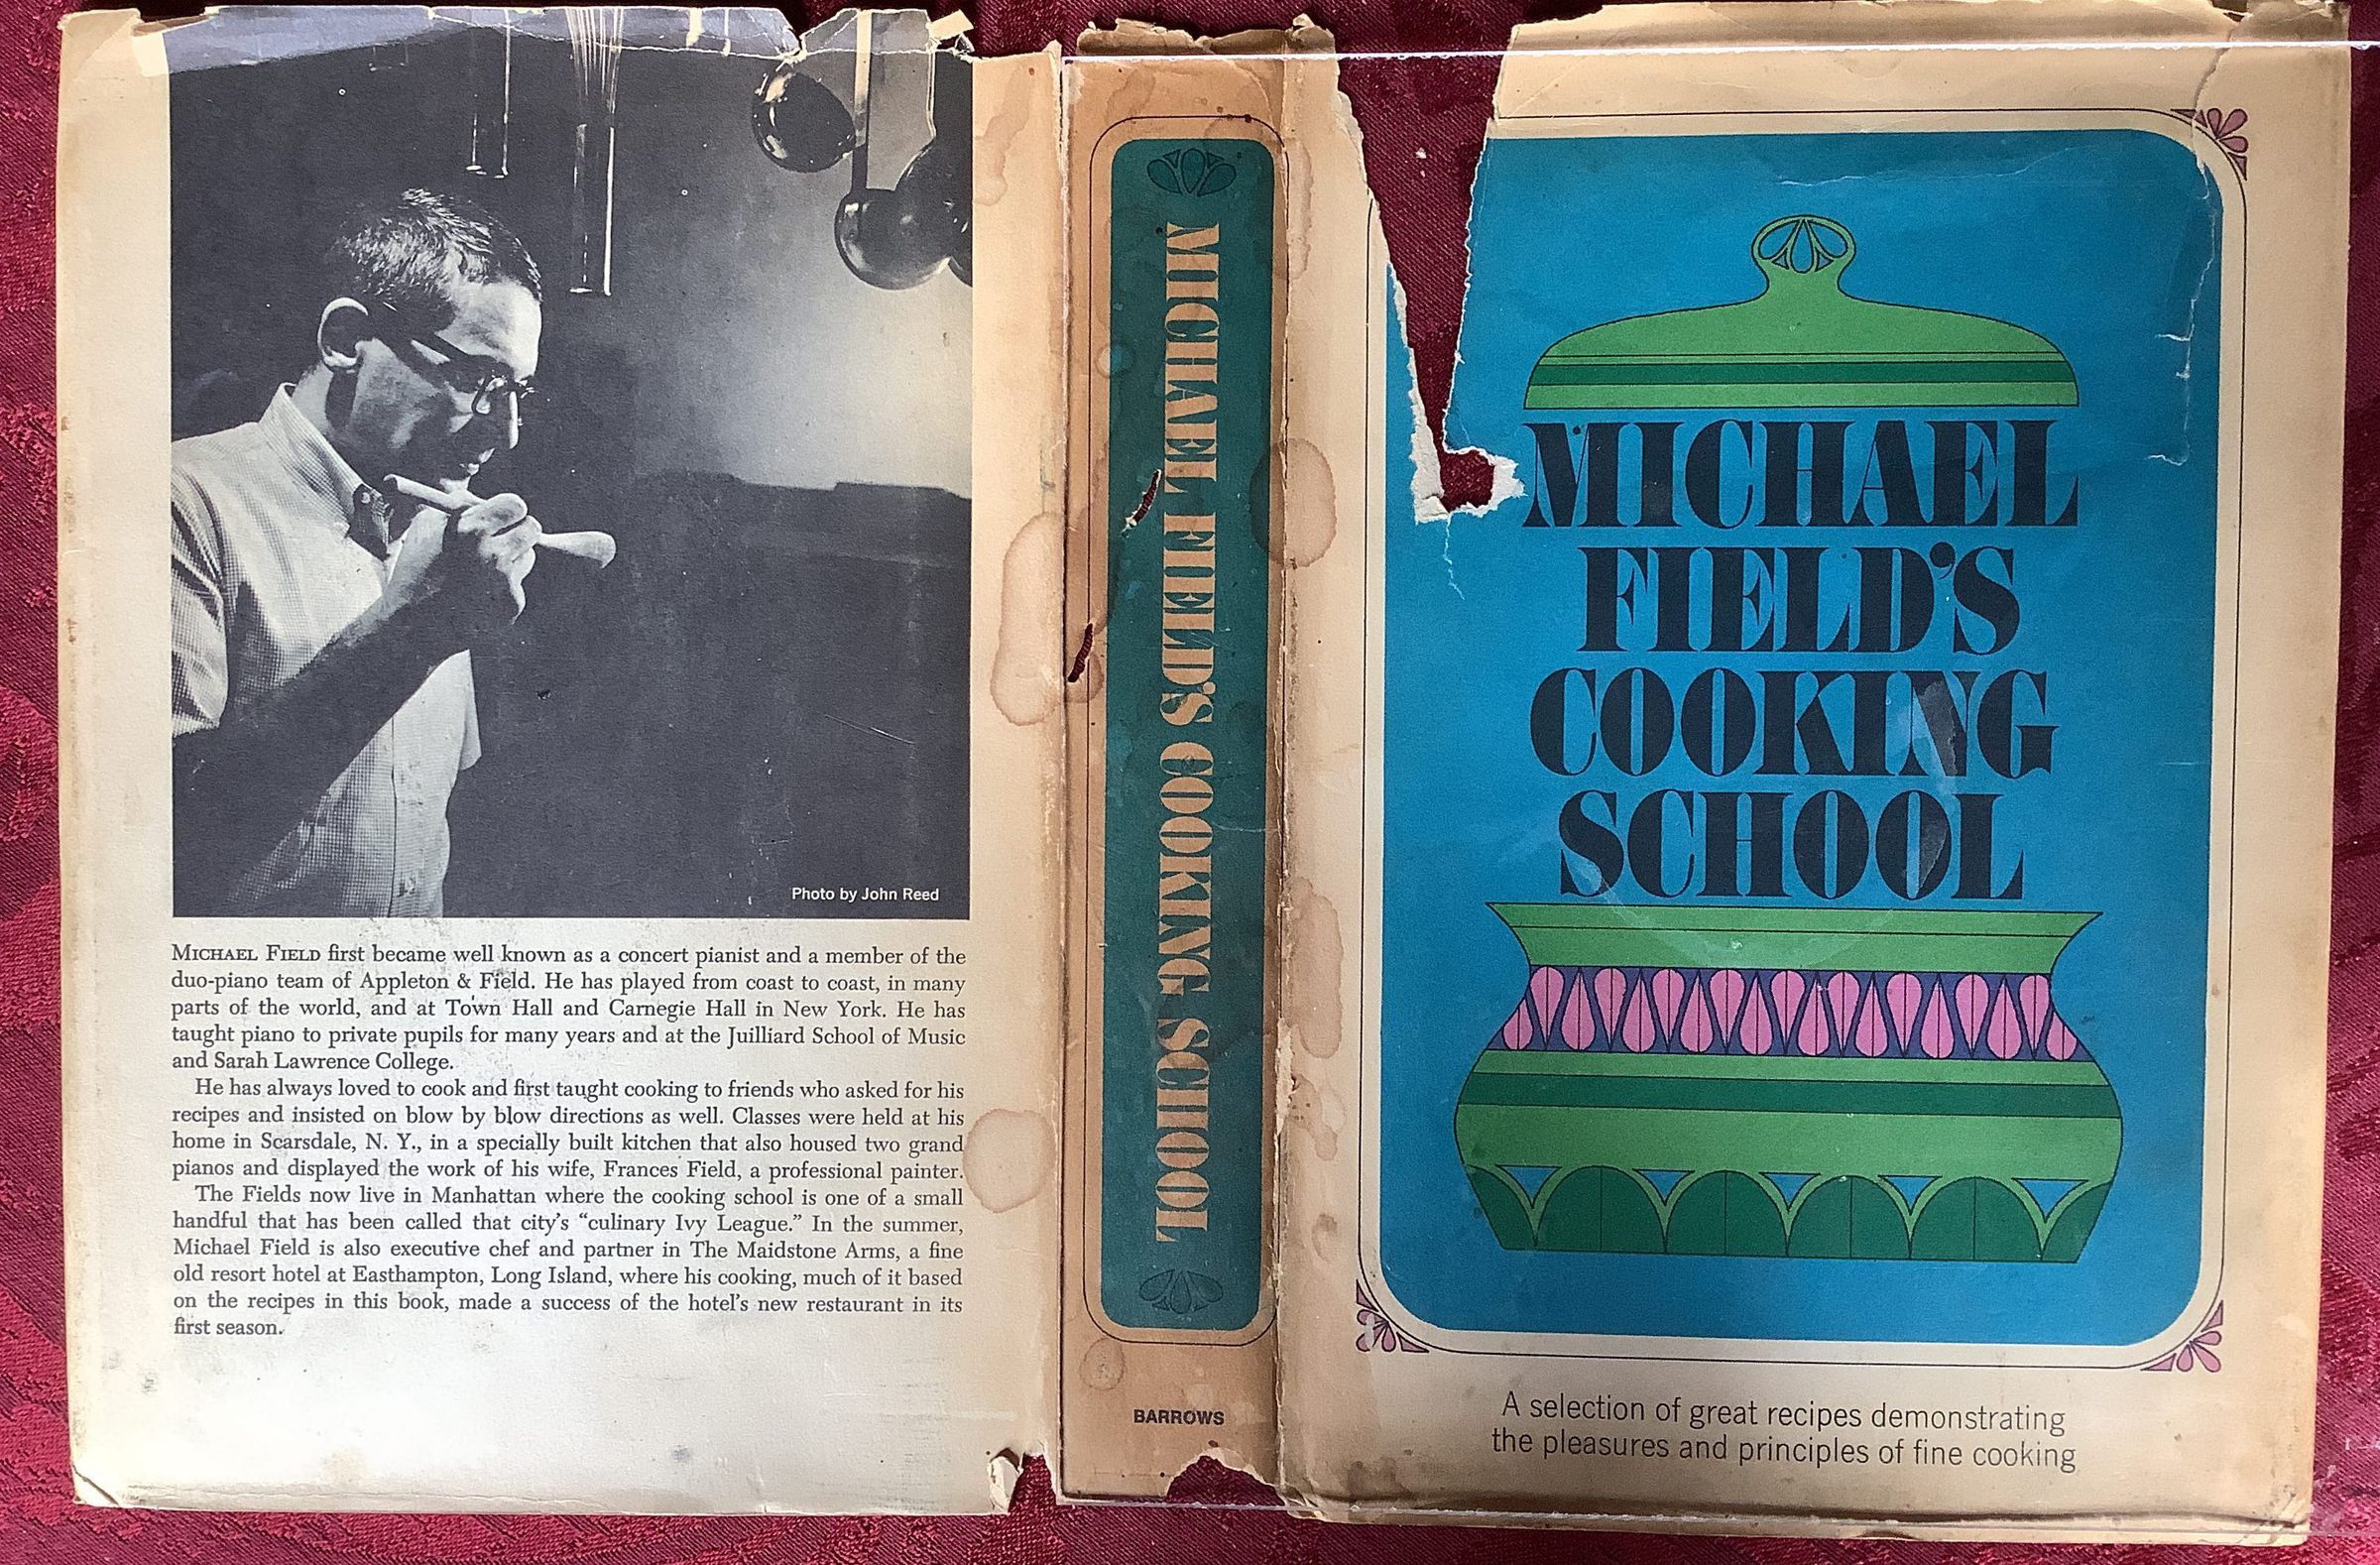 Photo by John Reed
MICHAEL FIELD first became well known as a concert pianist and a member of the
duo-piano team of Appleton & Field. He has played from coast to coast, in many
parts of the world, and at Town Hall and Carnegie Hall in New York. He has
taught piano to private pupils for many years and at the Juilliard School of Music
and Sarah Lawrence College.
He has always loved to cook and first taught cooking to friends who asked for his
recipes and insisted on blow by blow directions as well. Classes were held at his
home in Scarsdale, N. Y., in a specially built kitchen that also housed two grand
pianos and displayed the work of his wife, Frances Field, a professional painter.
The Fields now live in Manhattan where the cooking school is one of a small
handful that has been called that city's “culinary Ivy League.” In the summer,
Michael Field is also executive chef and partner in The Maidstone Arms, a fine
old resort hotel at Easthampton, Long Island, where his cooking, much of it based
on the recipes in this book, made a success of the hotel's new restaurant in its
first season.
MICHAEL FIELD'S COOKING SCHOOL
BARROWS
MICHAEL
FIELD'S
COOKING
SCHOOL
A selection of great recipes demonstrating
the pleasures and principles of fine cooking